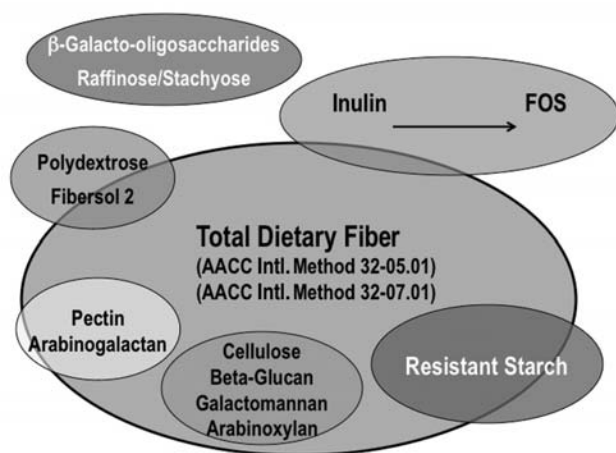 β-Galacto-oligosaccharides
Raffinose/Stachyose
Inulin FOS
Polydextrose
Fibersol 2
Total Dietary Fiber
(AACC Intl. Method 32-05.01)
(AACC Intl. Method 32-07.01)
Pectin
Arabinogalactan
Cellulose
Beta-Glucan
Galactomannan
Arabinoxylan
Resistant Starch